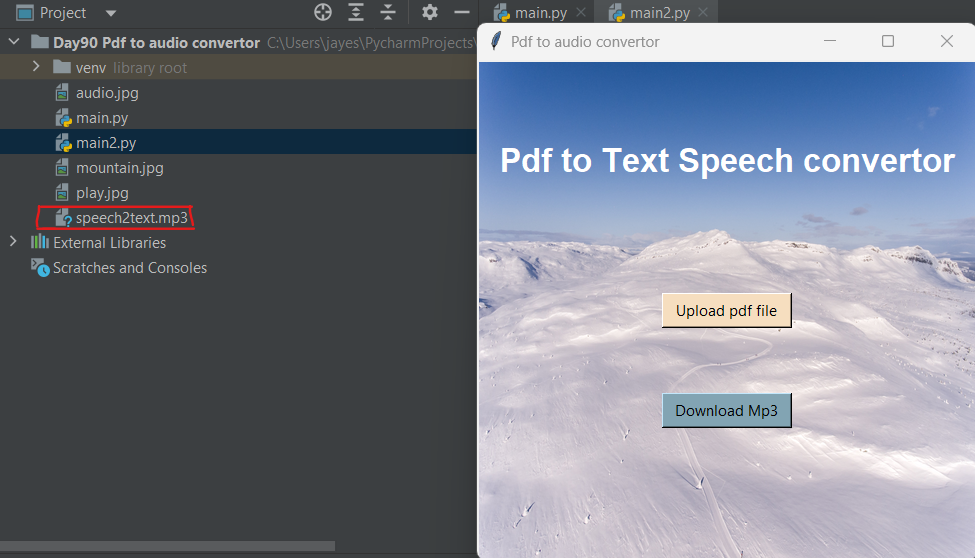 Project
main.py
main2.py
Day90 Pdf to audio convertor C:\Users\jayes\PycharmProjects\
venv library root
audio.jpg
main.py
main2.py
mountain.jpg
play.jpg
speech2text.mp3
External Libraries
Scratches and Consoles
Pdf to audio convertor
Pdf to Text Speech convertor
Upload pdf file
Download Mp3